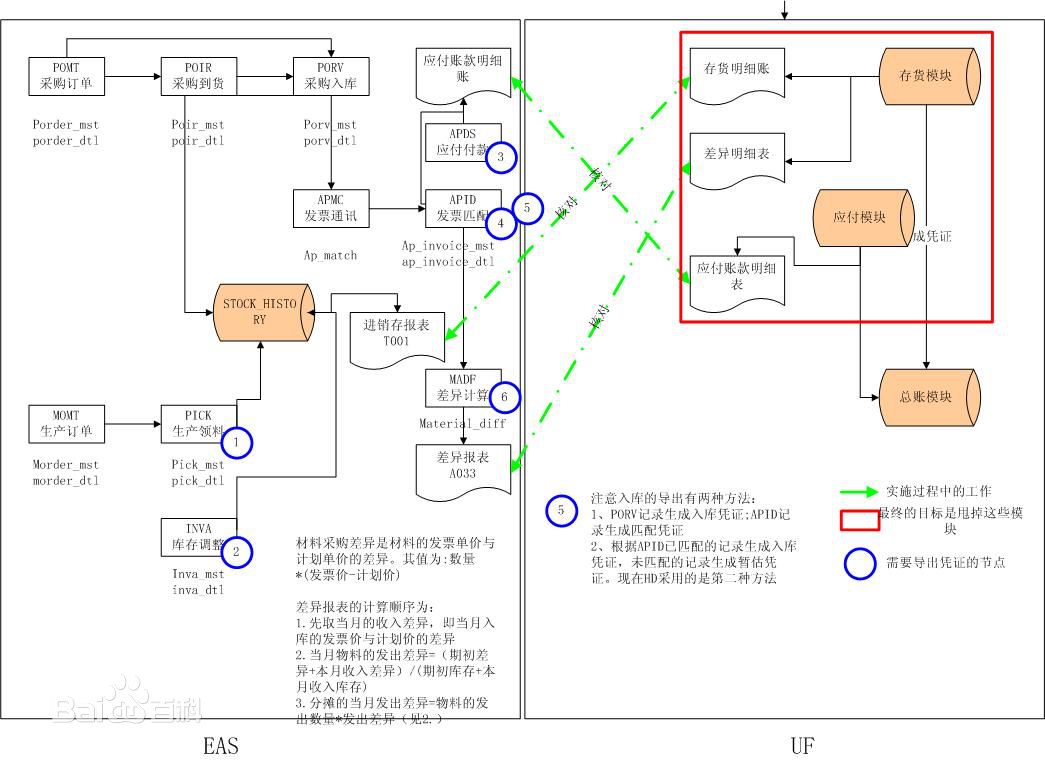 POMT
采购订单
POIR
采购到货
PORV
采购入库
Porder_mst
porder_dtl
Poir_mst
poir_dtl
Porv_mst
porv_dtl
应付账款明细
账
APDS
应付付款
3
APMC
发票通讯
Ap_match
APID
发票匹配
4
5
Ap_invoice_mst
ap_invoice_dtl
STOCK_HISTO
RY
进销存报表
T001
MADF
差异计算
6
Material_diff
差异报表
A033
MOMT
生产订单
PICK
生产领料
1
Morder_mst
morder_dtl
Pick_mst
pick_dtl
INVA
库存调整
2
Inva_mst
inva_dtl
材料采购差异是材料的发票单价与
计划单价的差异。其值为:数量
*(发票价-计划价)
差异报表的计算顺序为:
1.先取当月的收入差异，即当月入
库的发票价与计划价的差异
2.当月物料的发出差异=（期初差
异+本月收入差异）/(期初库存+本
月收入库存)
3.分摊的当月发出差异=物料的发
出数量*发出差异（见2.）
Baidu百科
EAS
核对
核对
核对
存货明细账
存货模块
差异明细表
应付模块
成凭证
应付账款明细
表
总账模块
5
注意入库的导出有两种方法:
1、PORV记录生成入库凭证;APID记
录生成匹配凭证
2、根据APID已匹配的记录生成入库
凭证，未匹配的记录生成暂估凭
证。现在HD采用的是第二种方法
实施过程中的工作
最终的目标是甩掉这些模
块
需要导出凭证的节点
UF